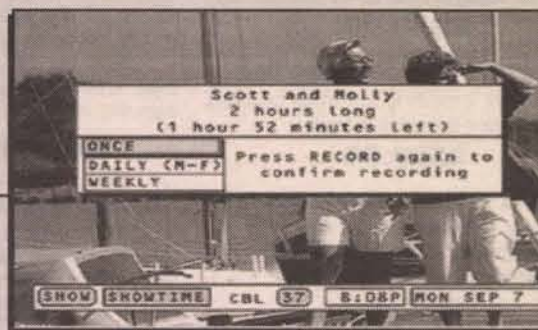 Scott and Molly
2 hours long
(1 hour 52 minutes left)
ONCE
DAILY (M-F)
WEEKLY
Press RECORD again to
confirm recording
SHOW SHOWTIME CBL 37 8:08P MON SEP 7